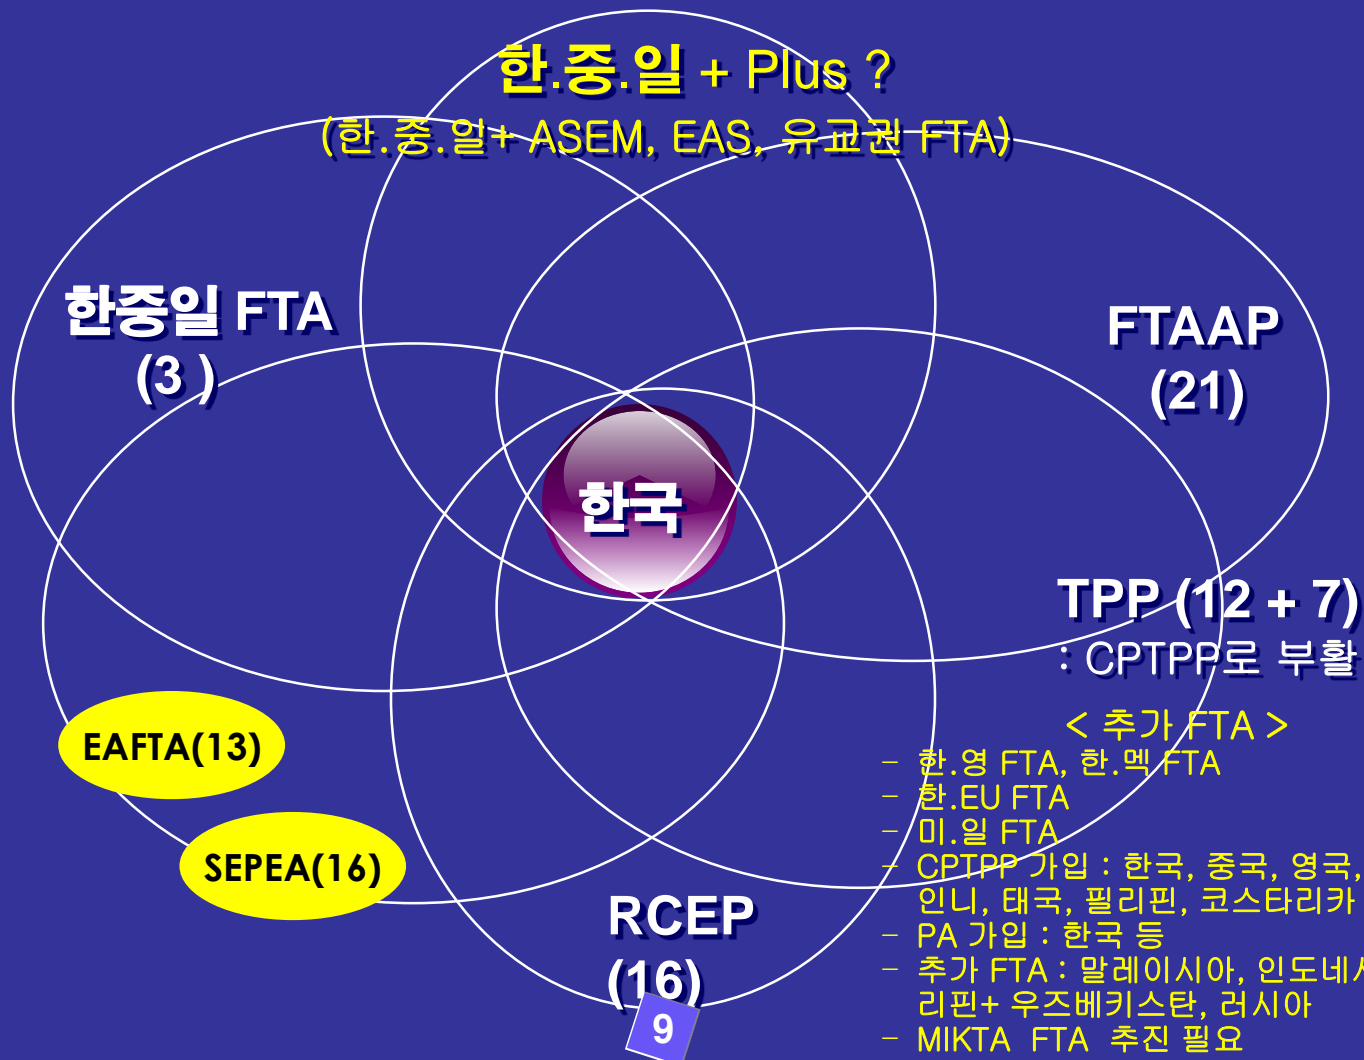 한.중.일 + Plus ?
(한.중.일+ ASEM, EAS, 유교권 FTA)
한중일 FTA
(3 )
FTAAP
(21)
한국
TPP (12 + 7)
: CPTPP로 부활
EAFTA(13)
SEPEA(16)
RCEP
(16)
9
< 추가 FTA >
- 한.영 FTA, 한.멕 FTA
- 한.EU FTA
- 미.일 FTA
- CPTPP 가입 : 한국, 중국, 영국,
인니, 태국, 필리핀, 코스타리카
- PA 가입 : 한국 등
- 추가 FTA : 말레이시아,
리핀+ 우즈베키스탄, 러시아
- MIKTA FTA 추진 필요